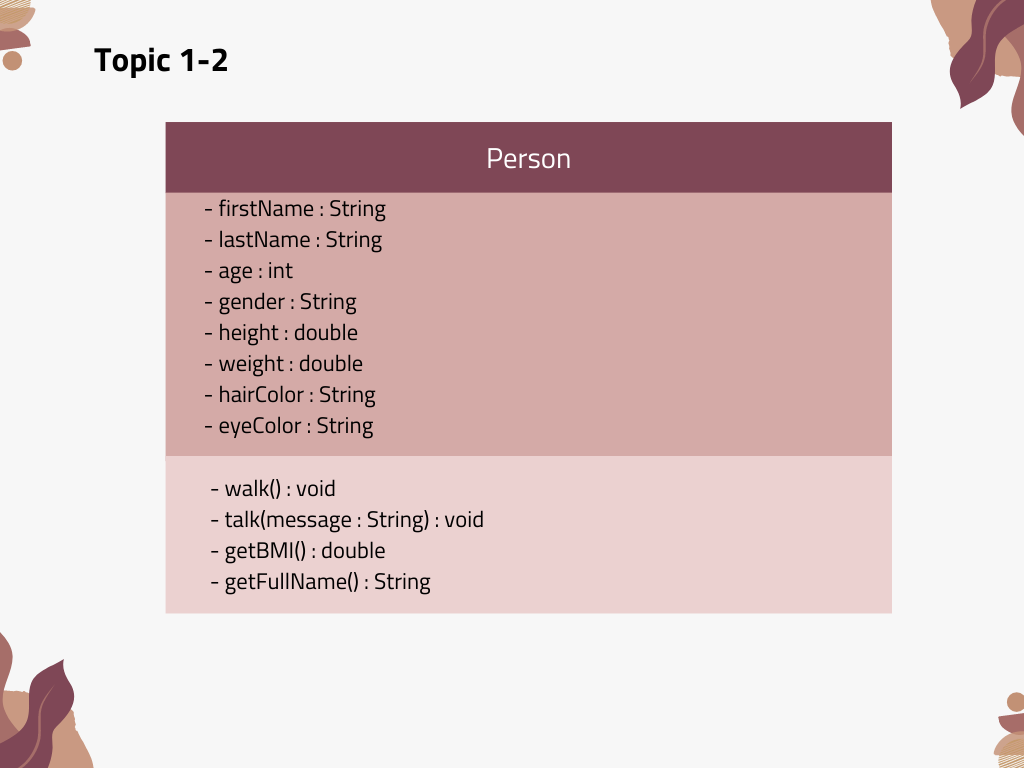 Topic 1-2
Person
- firstName : String
- lastName : String
- age : int
- gender : String
- height : double
- weight : double
- hairColor : String
- eyeColor : String
- walk() : void
- talk(message : String) : void
- getBMI() : double
- getFullName() : String